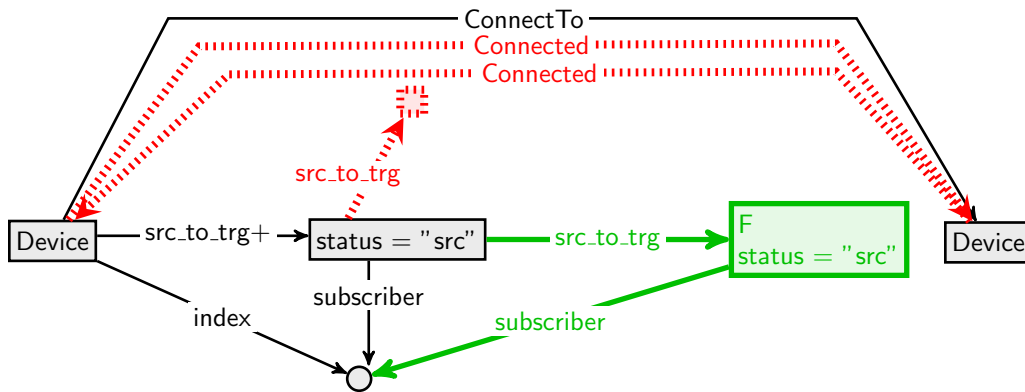 ConnectTo
Connected
Connected
src_to_trg
Device
src_to_trg+
status = "src"
src_to_trg
F
status = "src"
Device
subscriber
index
subscriber